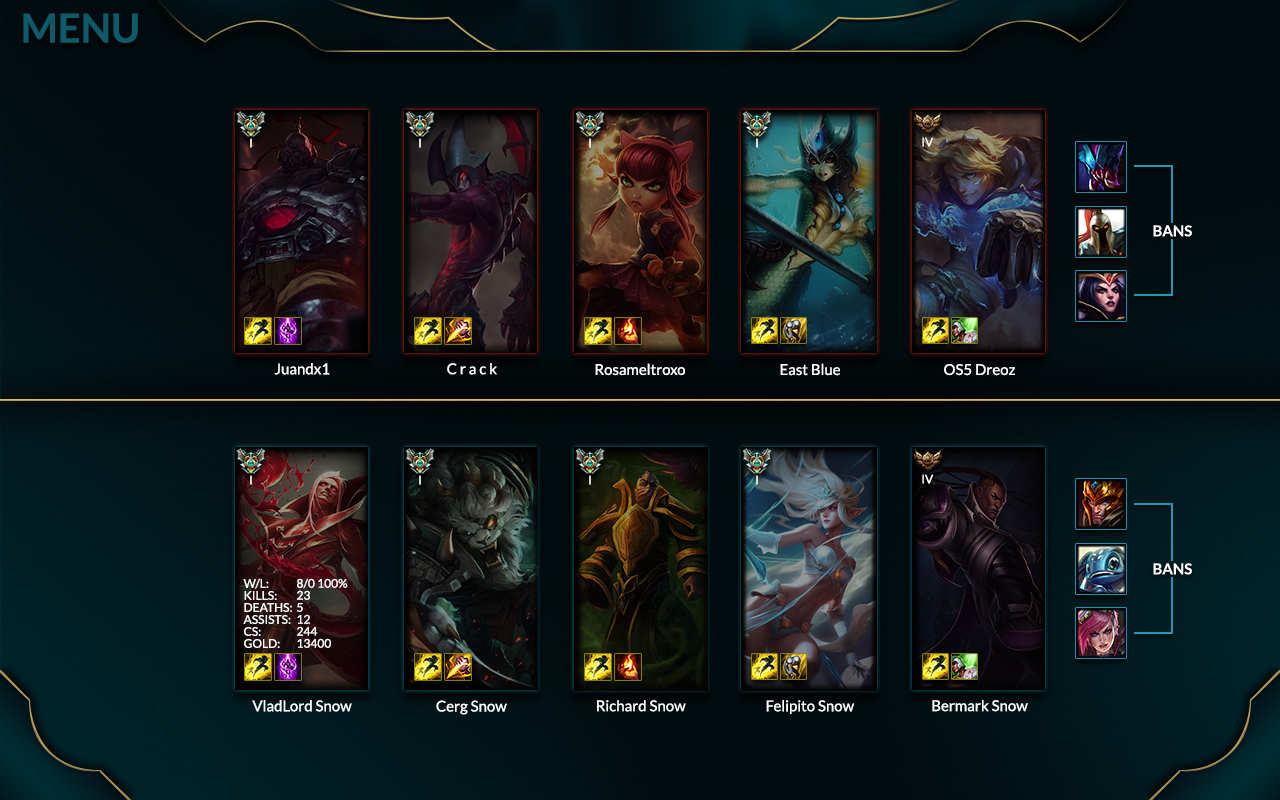 MENU
I
I
I
I
IV
BANS
Juandx1
C r a c k
Rosameltroxo
East Blue
OS5 Dreoz
I
I
I
I
IV
BANS
W/L: 8/0 100%
KILLS: 23
DEATHS: 5
ASSISTS: 12
CS: 244
GOLD: 13400
VladLord Snow
Cerg Snow
Richard Snow
Felipito Snow
Bermark Snow